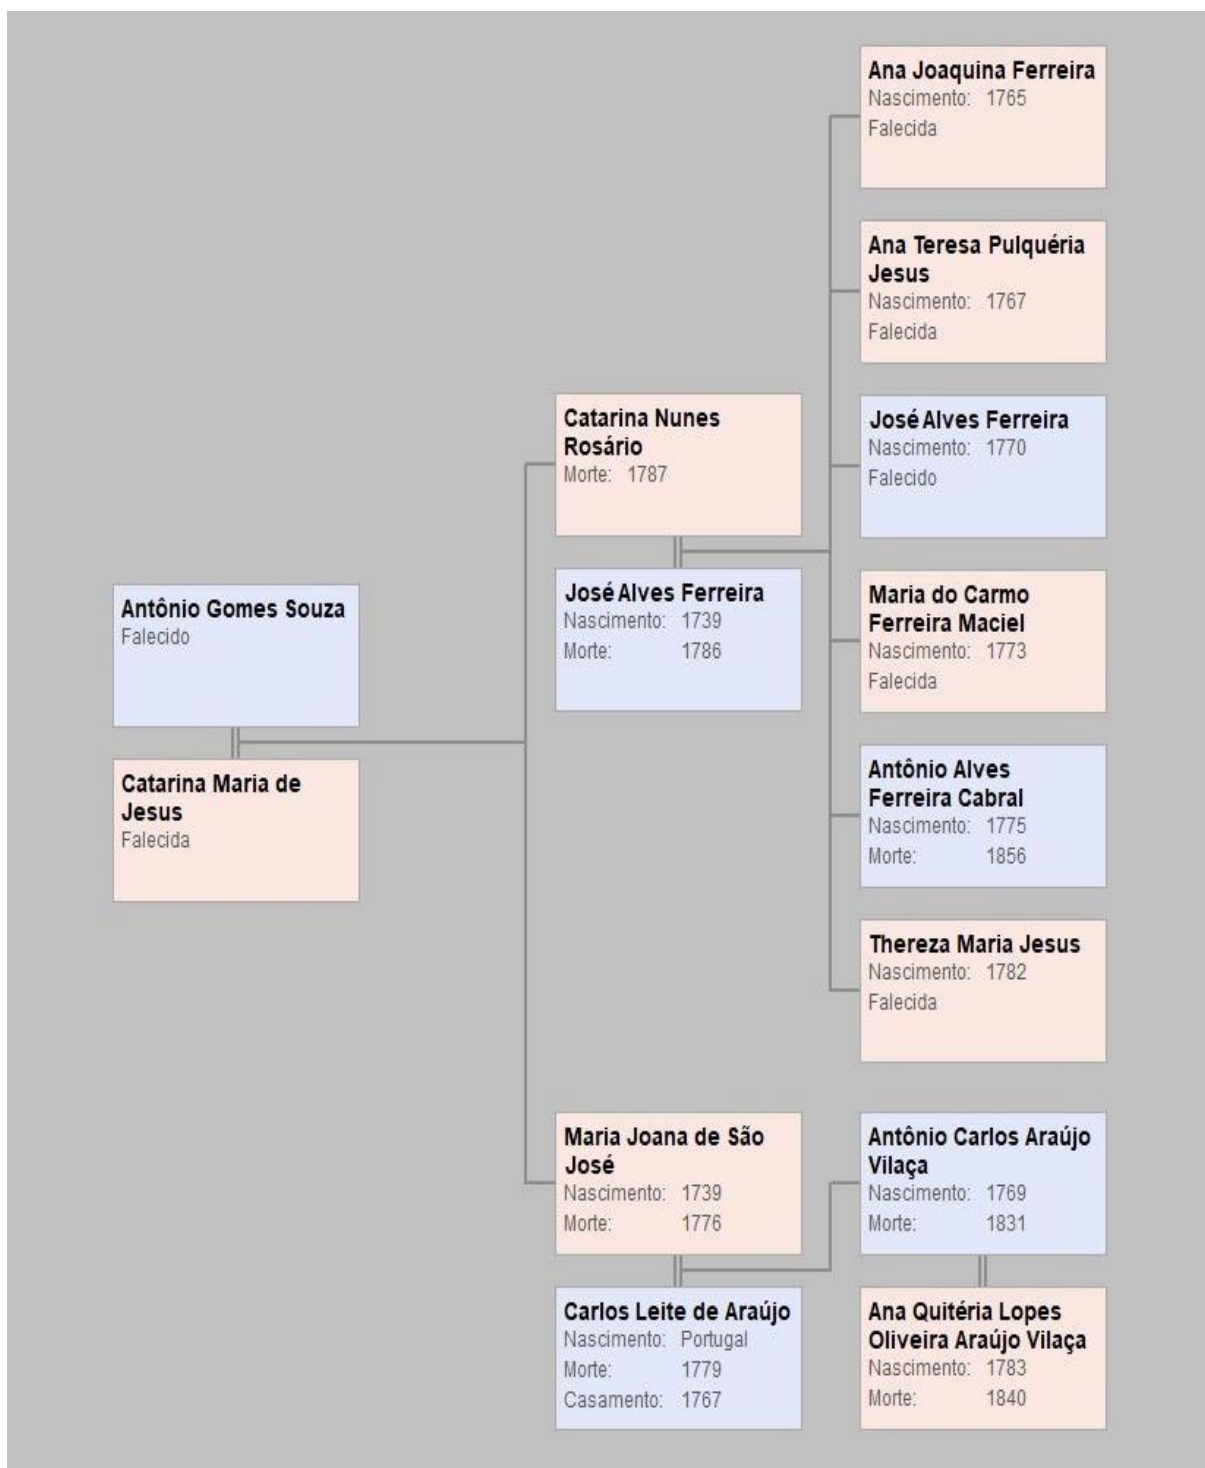 Antônio Gomes Souza
Falecido
Catarina Maria de
Jesus
Falecida
Catarina Nunes
Rosário
Morte: 1787
José Alves Ferreira
Nascimento: 1739
Morte: 1786
Ana Joaquina Ferreira
Nascimento: 1765
Falecida
Ana Teresa Pulquéria
Jesus
Nascimento: 1767
Falecida
José Alves Ferreira
Nascimento: 1770
Falecido
Maria do Carmo
Ferreira Maciel
Nascimento: 1773
Falecida
Antônio Alves
Ferreira Cabral
Nascimento: 1775
Morte: 1856
Thereza Maria Jesus
Nascimento: 1782
Falecida
Maria Joana de São
José
Nascimento: 1739
Morte: 1776
Carlos Leite de Araújo
Nascimento: Portugal
Morte: 1779
Casamento: 1767
Antônio Carlos Araújo
Vilaça
Nascimento: 1769
Morte: 1831
Ana Quitéria Lopes
Oliveira Araújo Vilaça
Nascimento: 1783
Morte: 1840